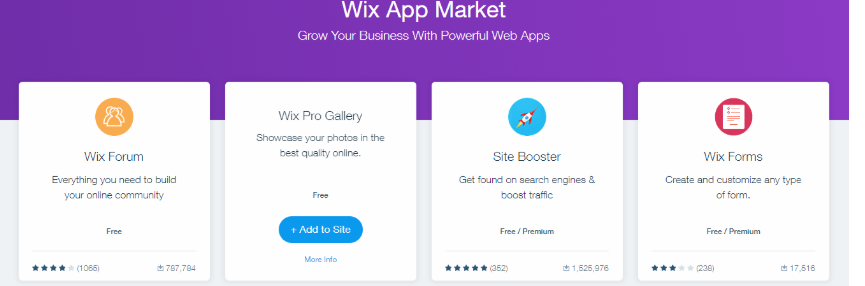 Wix App Market
Grow Your Business With Powerful Web Apps
Wix Forum
Everything you need to build
your online community
Free
(1065)
787,784
Wix Pro Gallery
Showcase your photos in the
best quality online.
Free
+ Add to Site
More Info
Site Booster
Get found on search engines &
boost traffic
Free / Premium
(352)
1,525,976
Wix Forms
Create and customize any type
of form.
Free / Premium
(238)
17,516